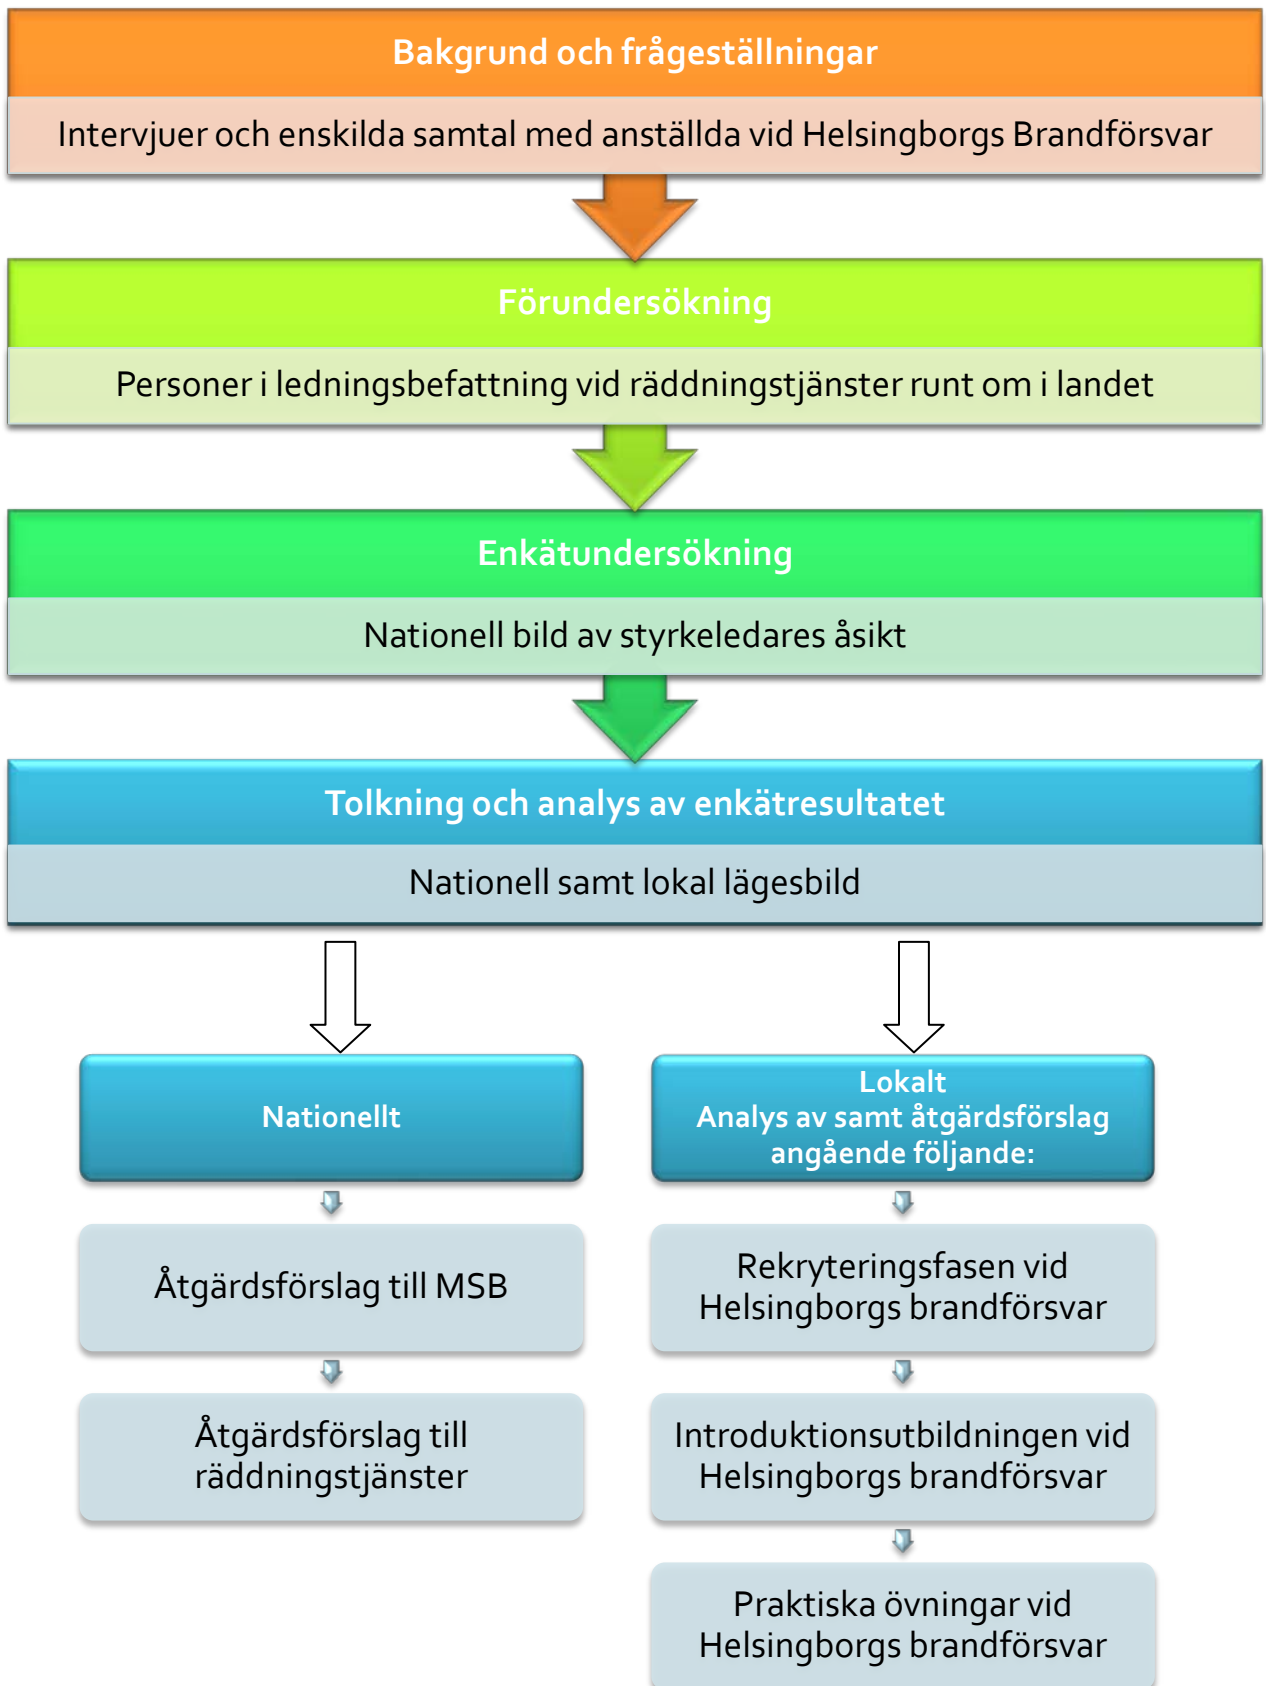 Bakgrund och frågeställningar
Intervjuer och enskilda samtal med anställda vid Helsingborgs Brandförsvar
Förundersökning
Personer i ledningsbefattning vid räddningstjänster runt om i landet
Enkätundersökning
Nationell bild av styrkeledares åsikt
Tolkning och analys av enkätresultatet
Nationell samt lokal lägesbild
Nationellt
Åtgärdsförslag till MSB
Åtgärdsförslag till
räddningstjänster
Lokalt
Analys av samt åtgärdsförslag
angående följande:
Rekryteringsfasen vid
Helsingborgs brandförsvar
Introduktionsutbildningen vid
Helsingborgs brandförsvar
Praktiska övningar vid
Helsingborgs brandförsvar